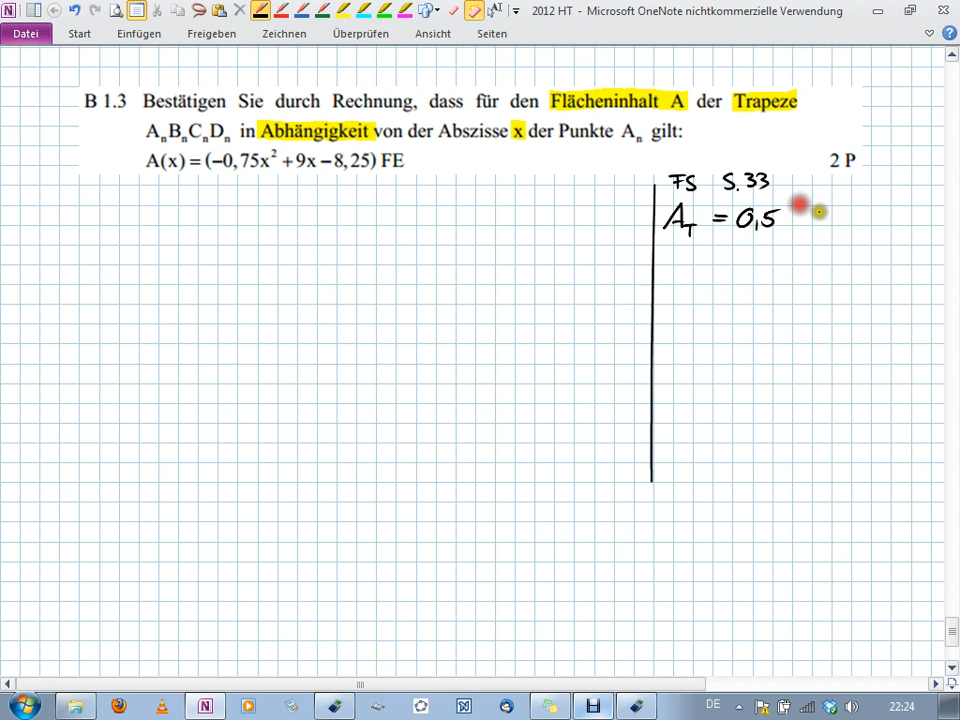 2012 HT - Microsoft OneNote nichtkommerzielle Verwendung
Datei Start Einfügen Freigeben Zeichnen Überprüfen Ansicht Seiten
B 1.3 Bestätigen Sie durch Rechnung, dass für den Flächeninhalt A der Trapeze
AₙBₙCₙDₙ in Abhängigkeit von der Abszisse x der Punkte Aₙ gilt:
A(x) = (−0,75x² + 9x − 8,25) FE 2 P
FS S. 33
A_T = 0,5
DE 22:24